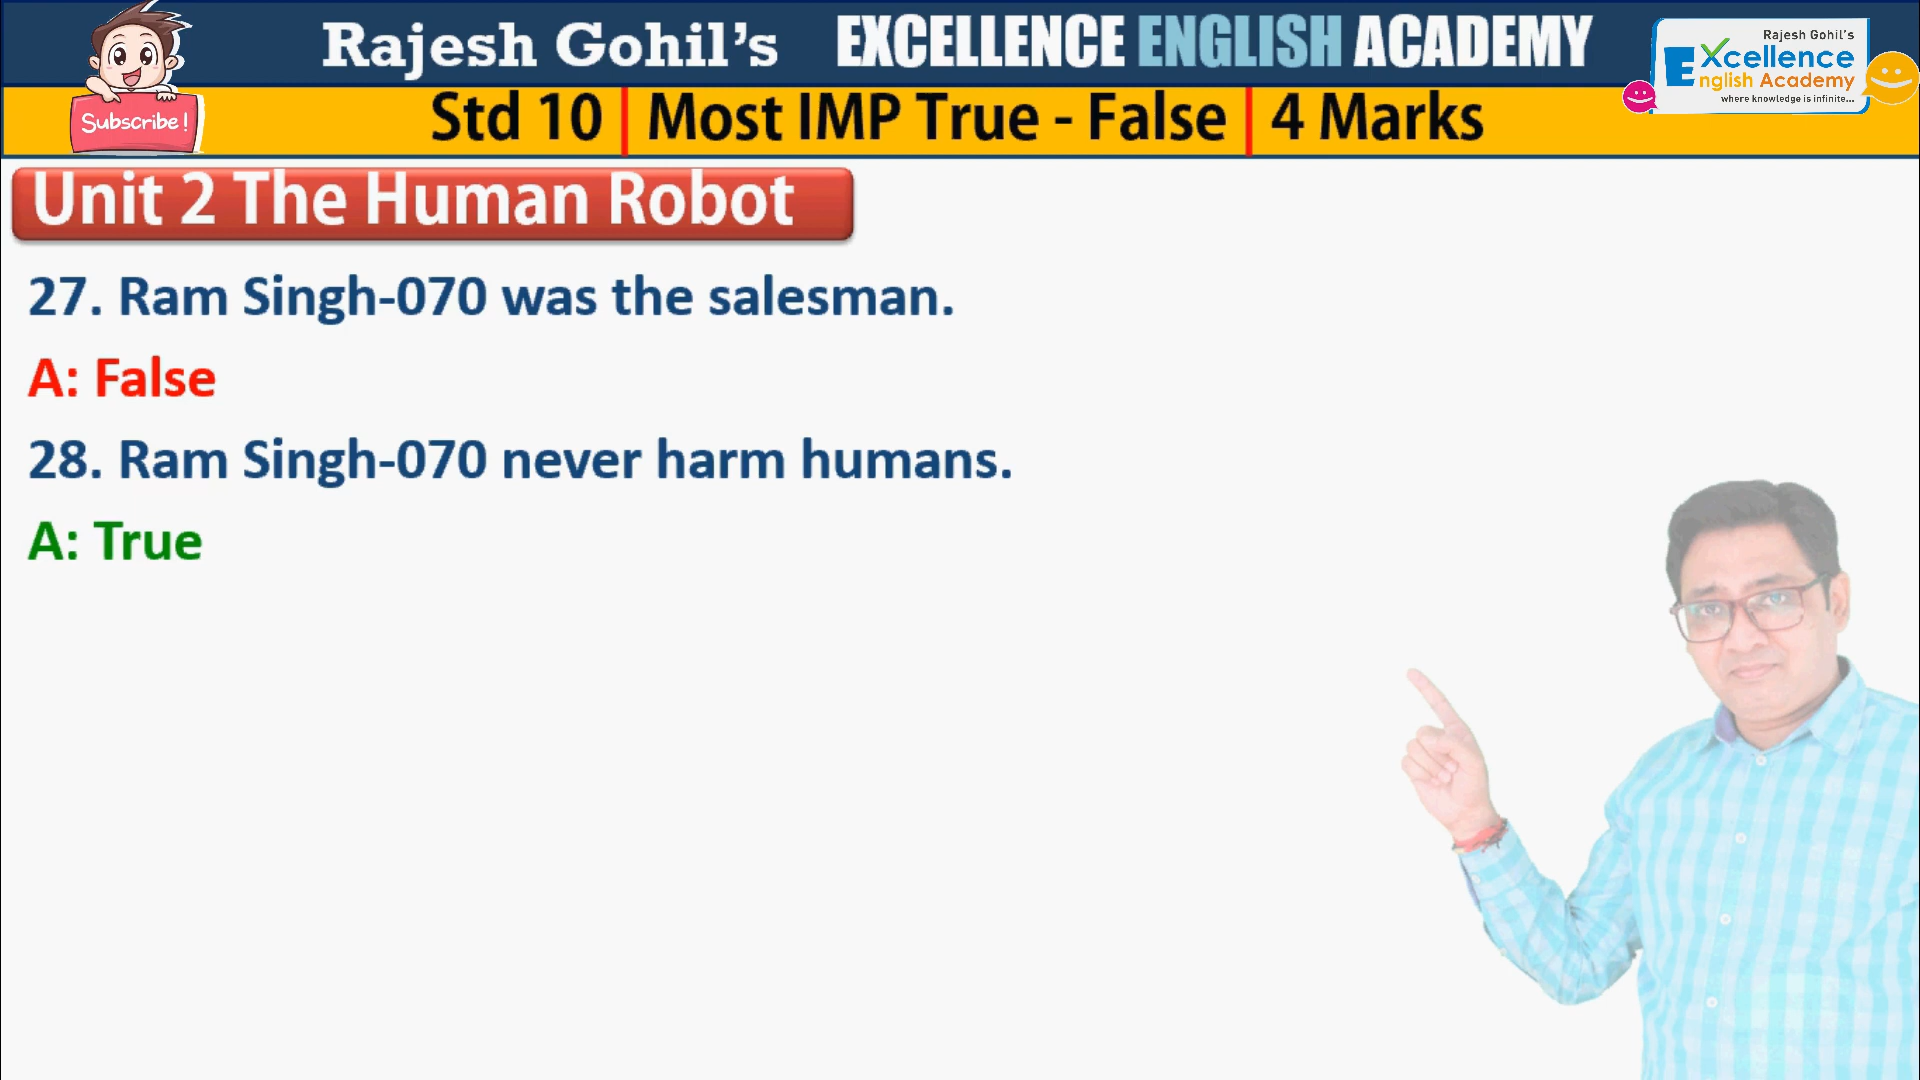 Rajesh Gohil’s EXCELLENCE ENGLISH ACADEMY
Rajesh Gohil’s
Excellence
English Academy
where knowledge is infinite...
Subscribe!
Std 10 | Most IMP True - False | 4 Marks
Unit 2 The Human Robot
27. Ram Singh-070 was the salesman.
A: False
28. Ram Singh-070 never harm humans.
A: True